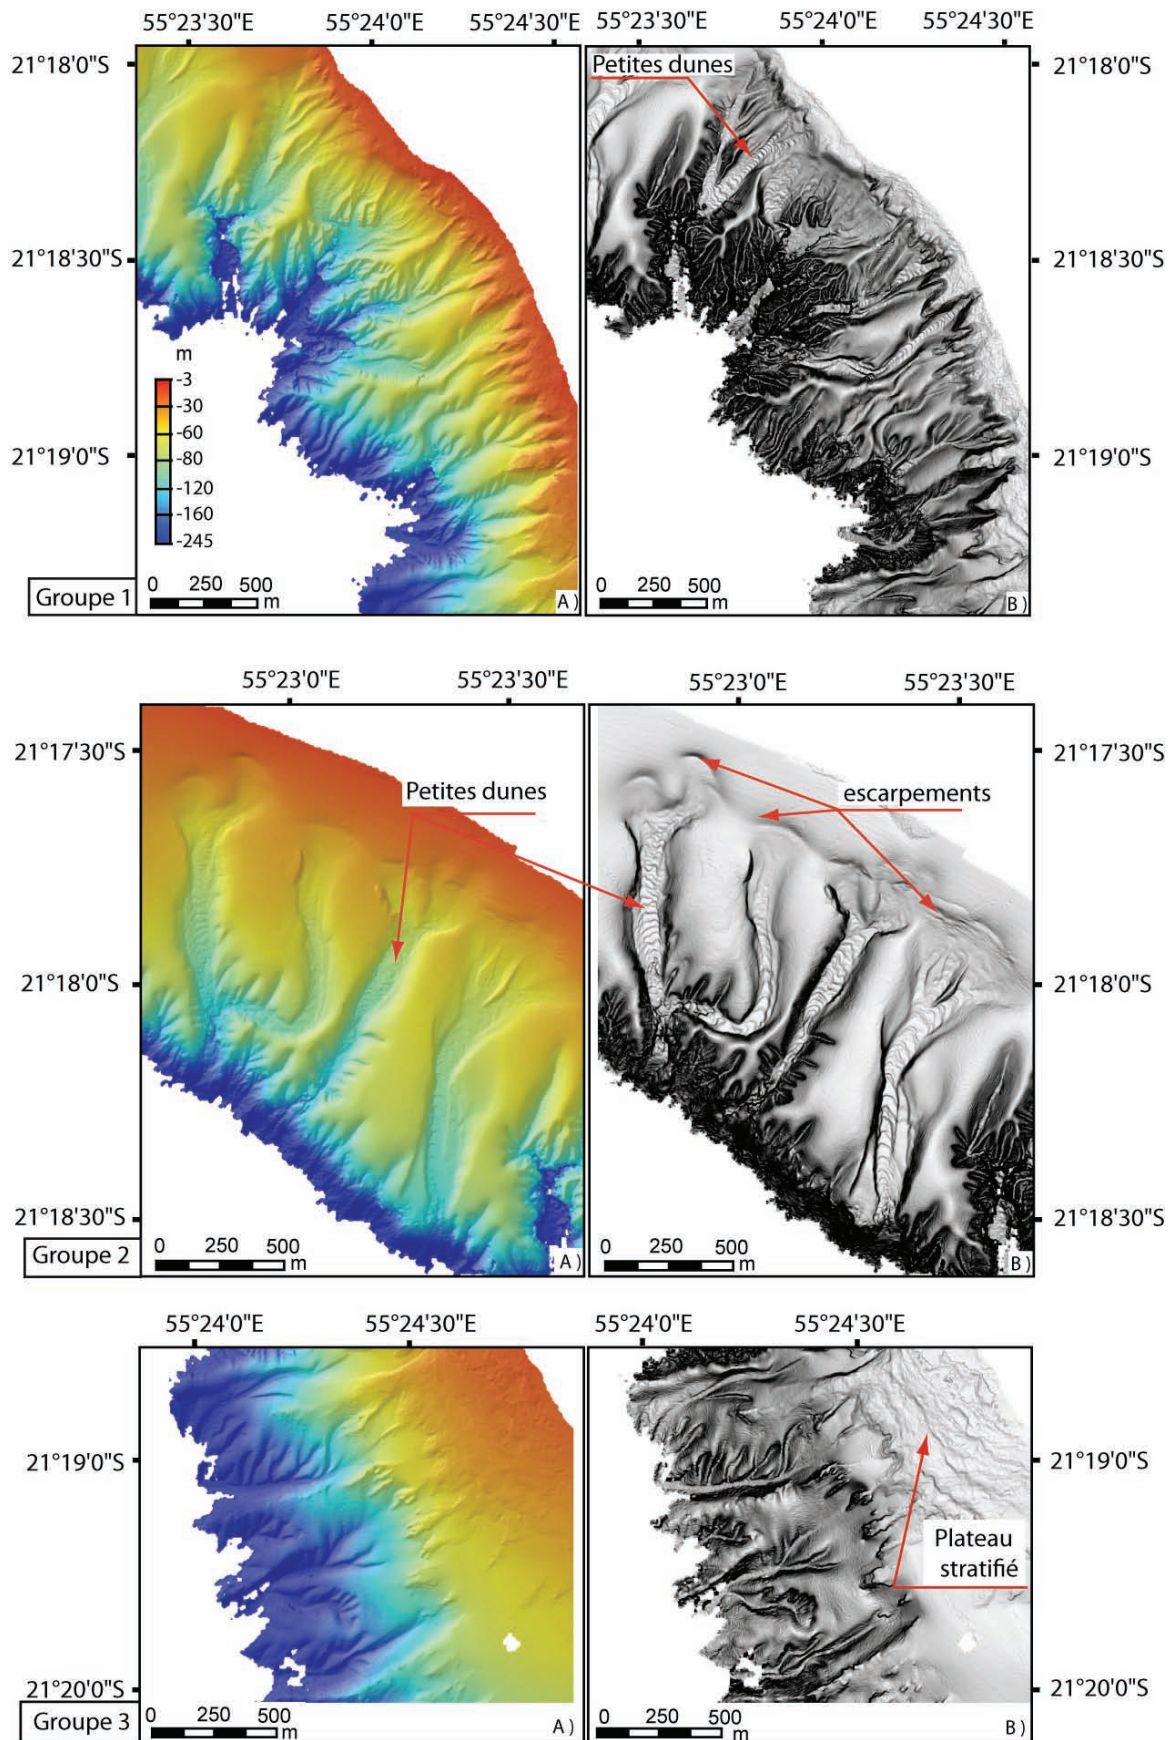 55°23'30"E 55°24'0"E 55°24'30"E 55°23'30"E 55°24'0"E 55°24'30"E
21°18'0"S 21°18'0"S
Petites dunes
21°18'30"S 21°18'30"S
m
-3
-30
-60
-80
-120
-160
-245
21°19'0"S 21°19'0"S
Groupe 1
0 250 500
m
A )
0 250 500
m
B )
55°23'0"E 55°23'30"E 55°23'0"E 55°23'30"E
21°17'30"S 21°17'30"S
Petites dunes
escarpements
21°18'0"S 21°18'0"S
21°18'30"S 21°18'30"S
Groupe 2
0 250 500
m
A )
0 250 500
m
B )
55°24'0"E 55°24'30"E 55°24'0"E 55°24'30"E
21°19'0"S 21°19'0"S
Plateau
stratifié
21°20'0"S 21°20'0"S
Groupe 3
0 250 500
m
A )
0 250 500
m
B )